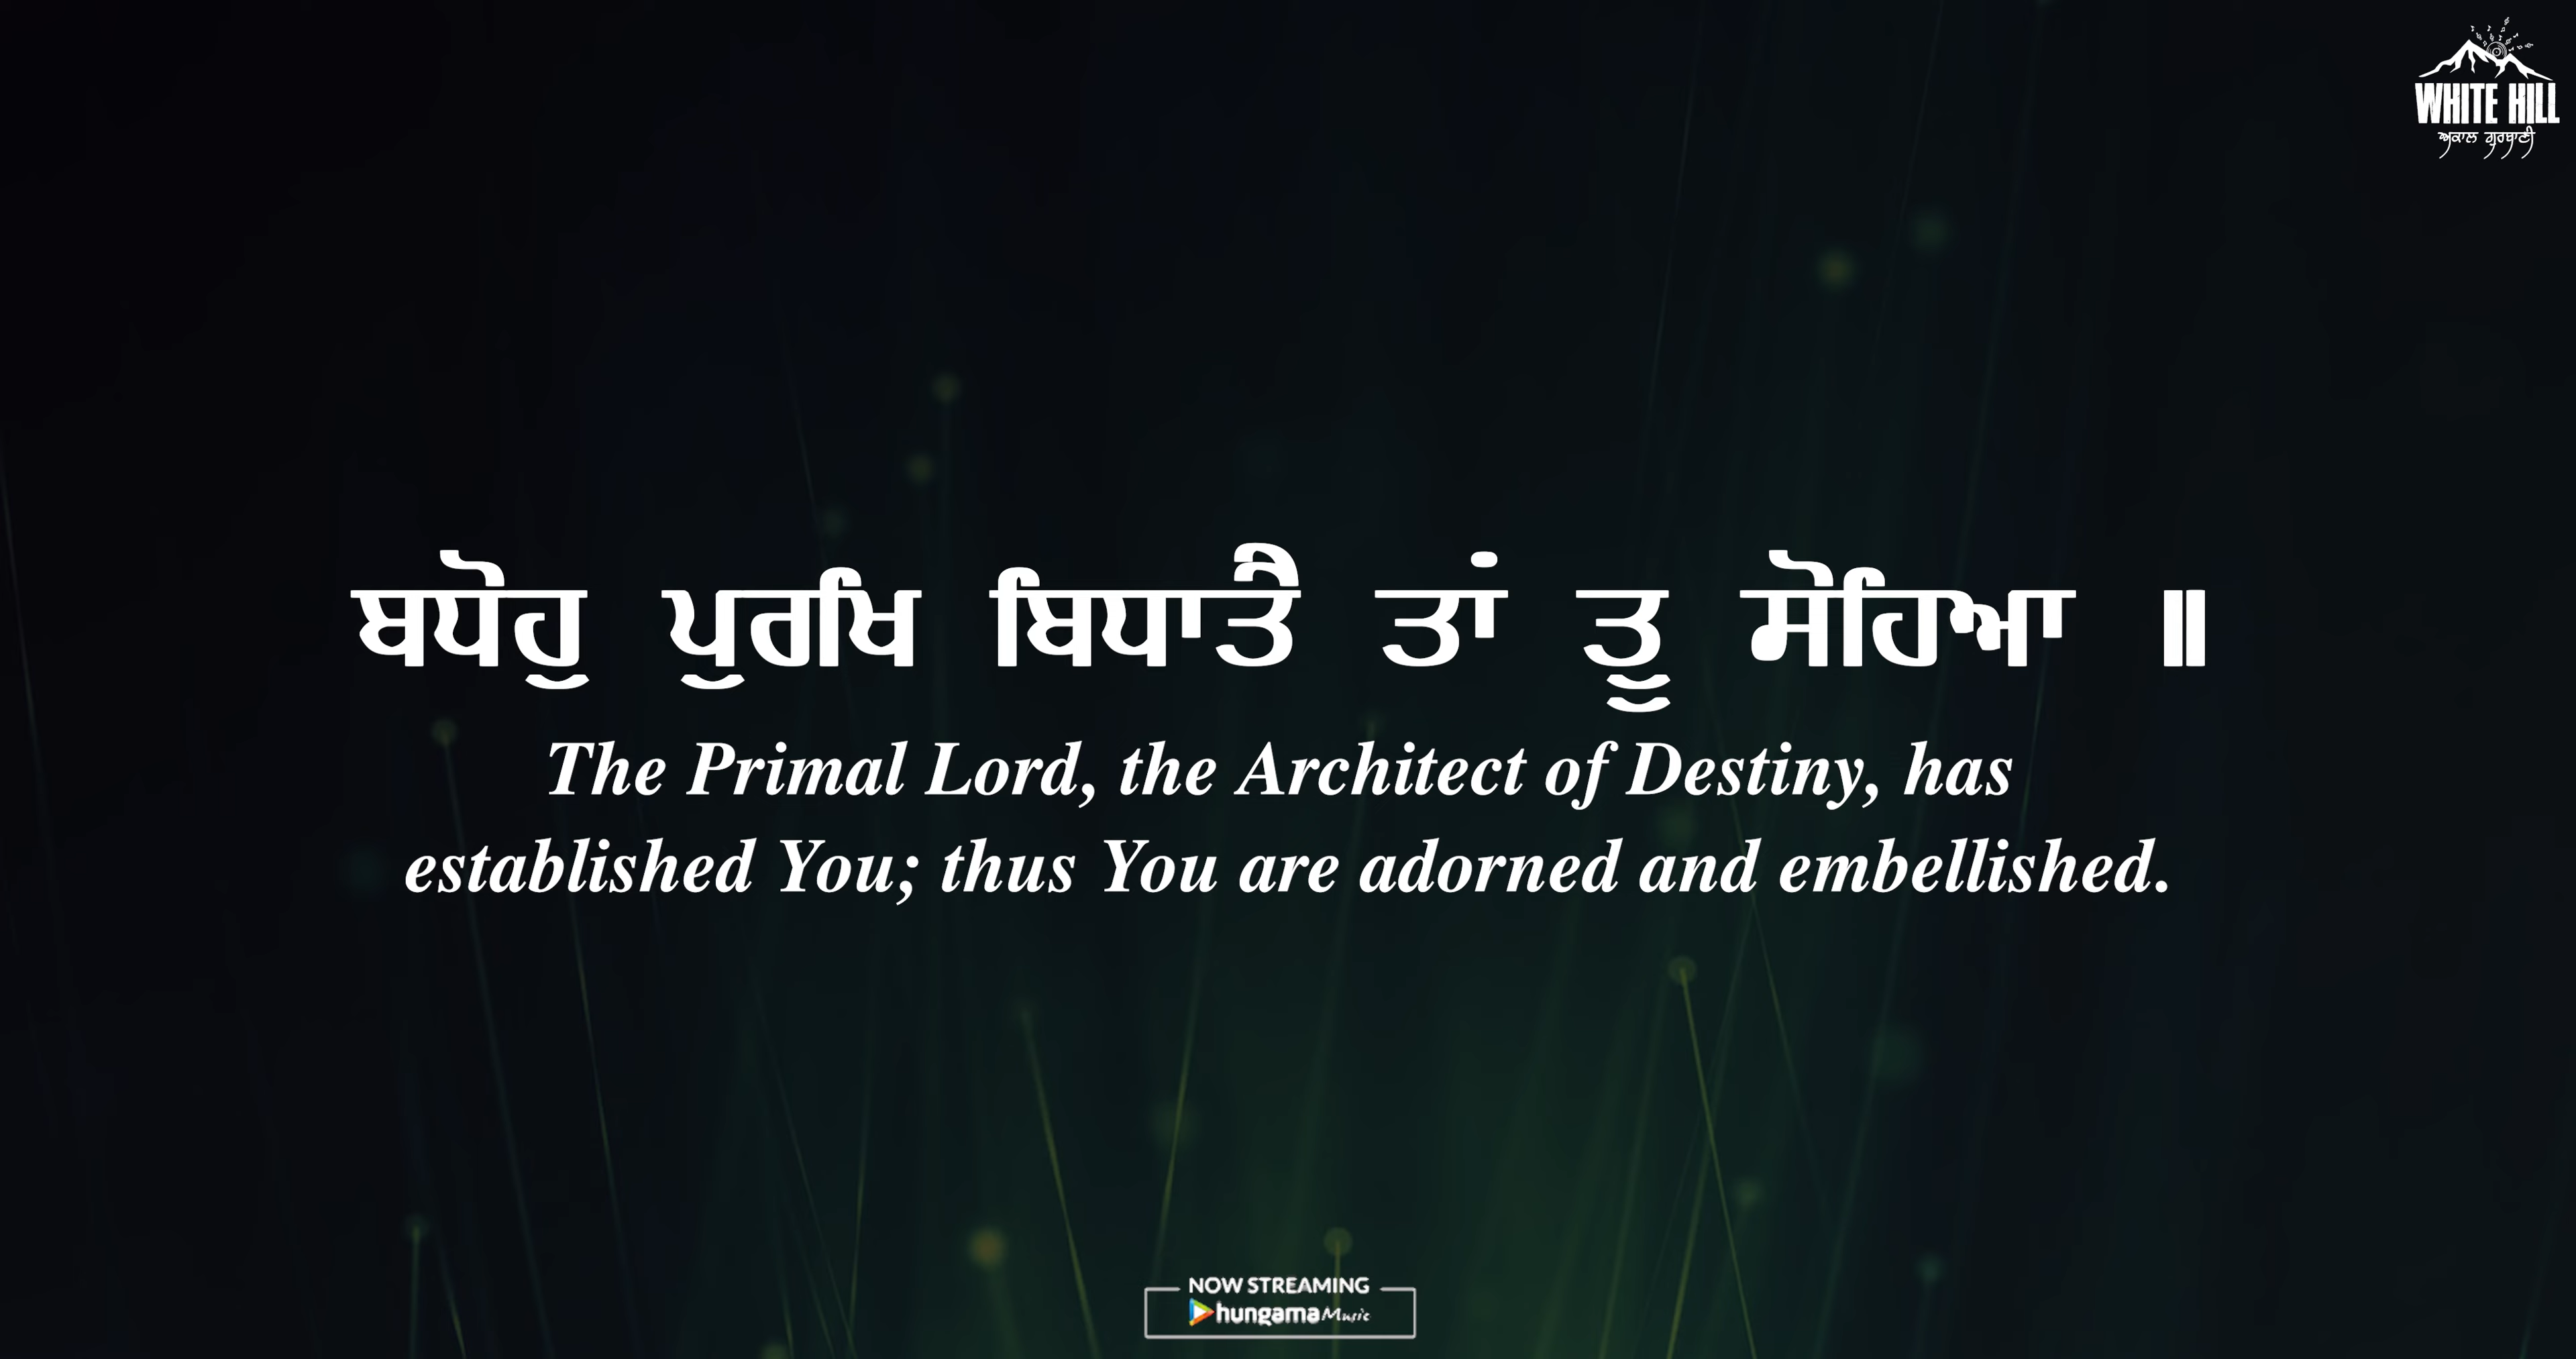 WHITE HILL
ਅਕਾਲ ਗੁਰਬਾਣੀ
ਬਧੋਹੁ ਪੁਰਖਿ ਬਿਧਾਤੈ ਤਾਂ ਤੂ ਸੋਹਿਆ ॥
The Primal Lord, the Architect of Destiny, has
established You; thus You are adorned and embellished.
NOW STREAMING
hungama Music